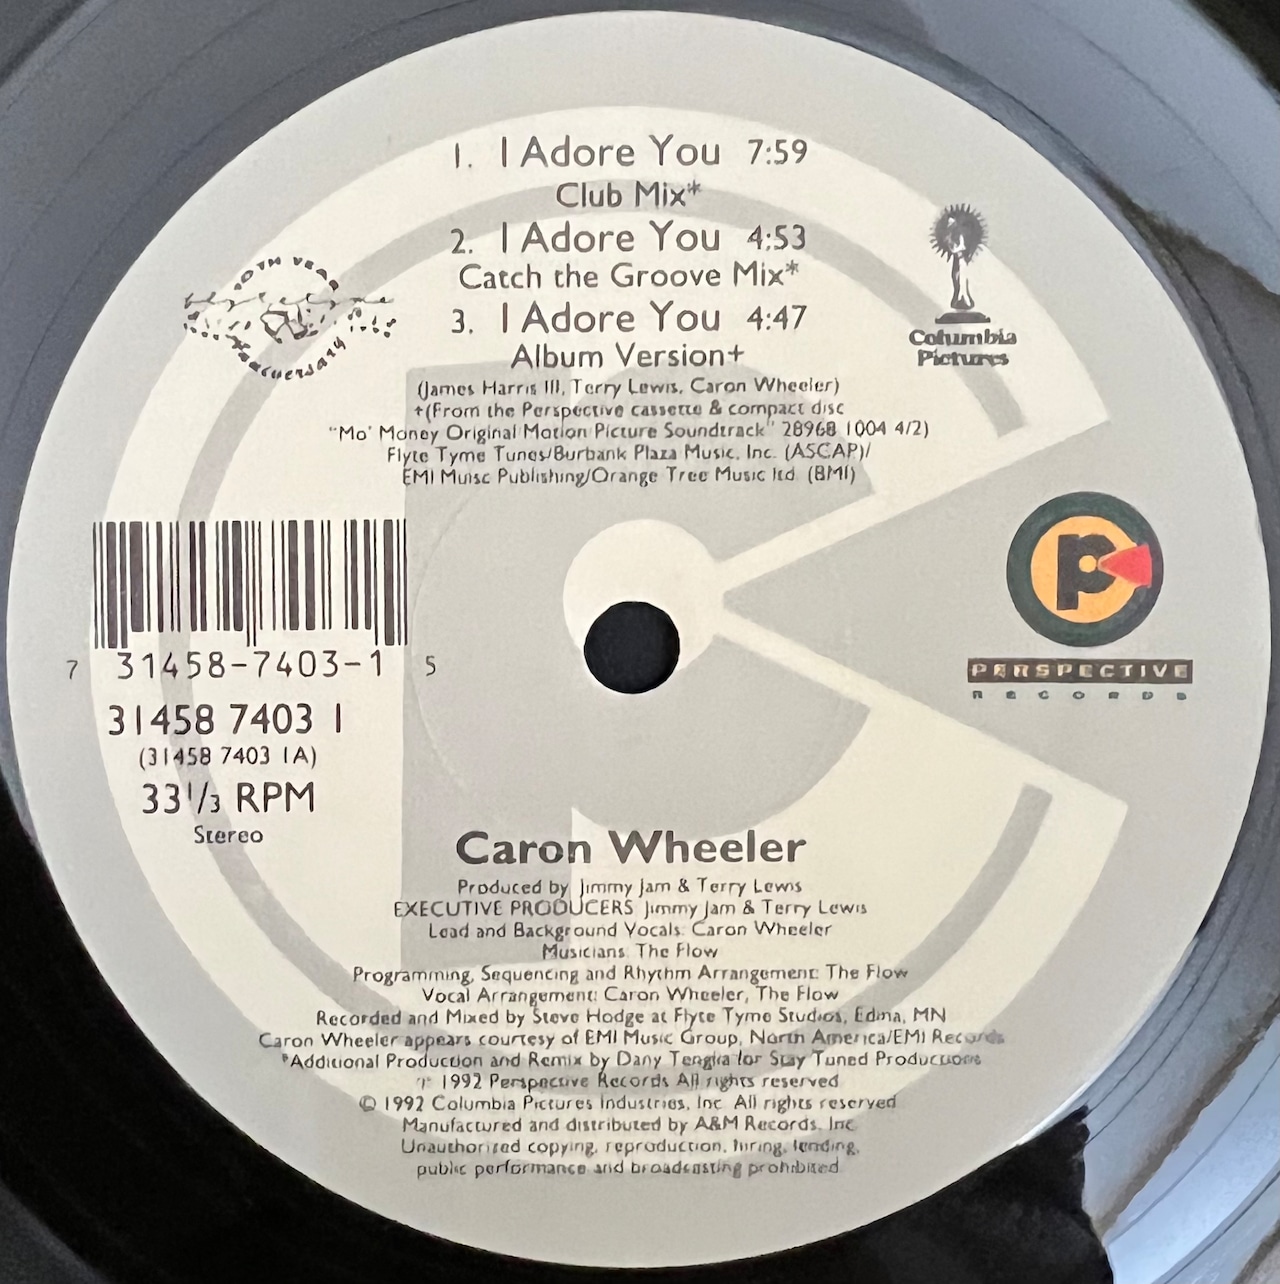 1. I Adore You 7:59
Club Mix*
2. I Adore You 4:53
Catch the Groove Mix*
3. I Adore You 4:47
Album Version+
(James Harris III, Terry Lewis, Caron Wheeler)
+(From the Perspective cassette & compact disc
"Mo' Money Original Motion Picture Soundtrack" 28968 1004 4/2)
Flyte Tyme Tunes/Burbank Plaza Music, Inc. (ASCAP)/
EMI Muisc Publishing/Orange Tree Music ltd. (BMI)
Anniversary
Columbia
Pictures
7 31458-7403-1 5
31458 7403 1
(31458 7403 1A)
33 1/3 RPM
Stereo
PERSPECTIVE
RECORDS
Caron Wheeler
Produced by Jimmy Jam & Terry Lewis
EXECUTIVE PRODUCERS Jimmy Jam & Terry Lewis
Lead and Background Vocals: Caron Wheeler
Musicians: The Flow
Programming, Sequencing and Rhythm Arrangement: The Flow
Vocal Arrangement: Caron Wheeler, The Flow
Recorded and Mixed by Steve Hodge at Flyte Tyme Studios, Edina, MN
Caron Wheeler appears courtesy of EMI Music Group, North America/EMI Records
*Additional Production and Remix by Dany Tenglia for Stay Tuned Productions
℗ 1992 Perspective Records All rights reserved
© 1992 Columbia Pictures Industries, Inc. All rights reserved
Manufactured and distributed by A&M Records, Inc.
Unauthorized copying, reproduction, hiring, lending,
public performance and broadcasting prohibited